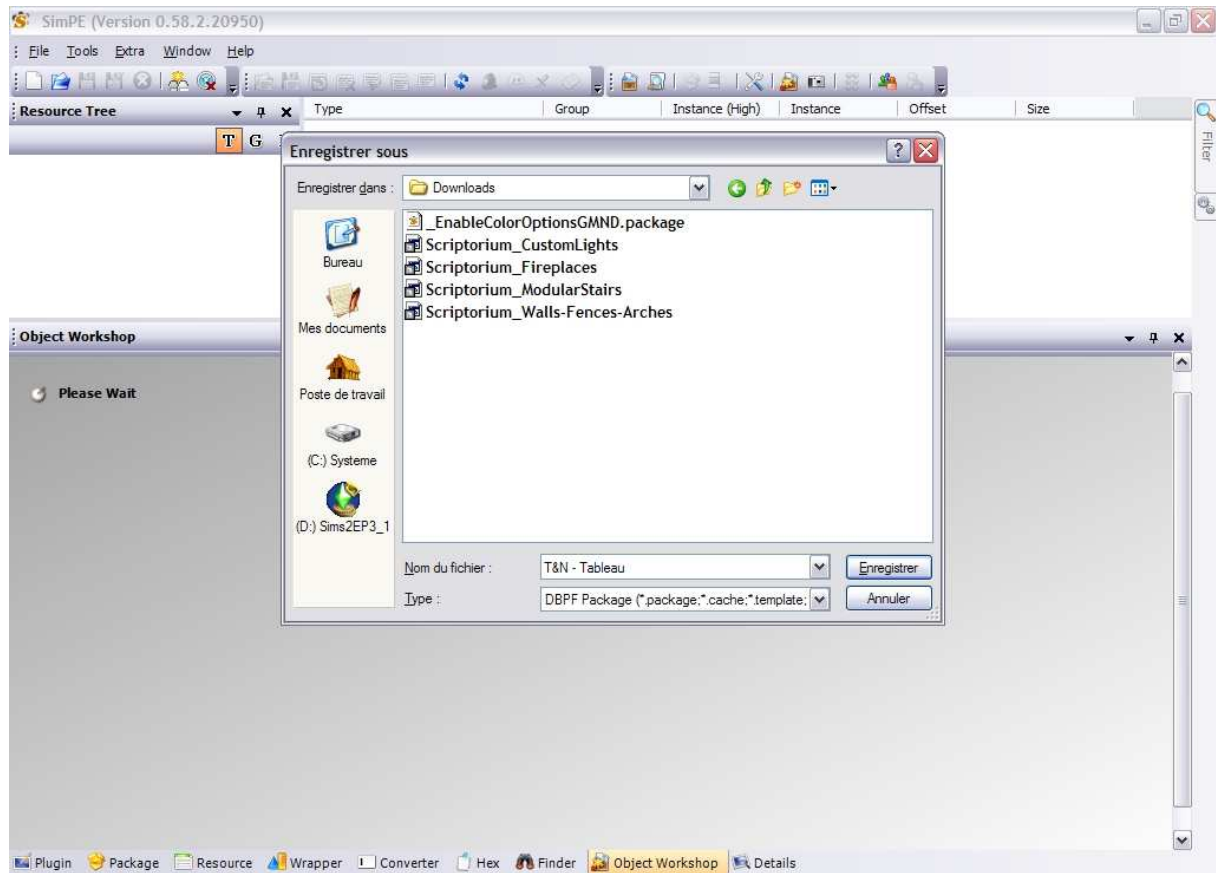 SimPE (Version 0.58.2.20950)
File Tools Extra Window Help
Resource Tree
Type Group Instance (High) Instance Offset Size
T G
Filter
Enregistrer sous
Enregistrer dans : Downloads
Bureau
Mes documents
Poste de travail
(C:) Systeme
(D:) Sims2EP3_1
_EnableColorOptionsGMND.package
Scriptorium_CustomLights
Scriptorium_Fireplaces
Scriptorium_ModularStairs
Scriptorium_Walls-Fences-Arches
Nom du fichier : T&N - Tableau Enregistrer
Type : DBPF Package (*.package;*.cache;*.template; Annuler
Object Workshop
Please Wait
Plugin Package Resource Wrapper Converter Hex Finder Object Workshop Details